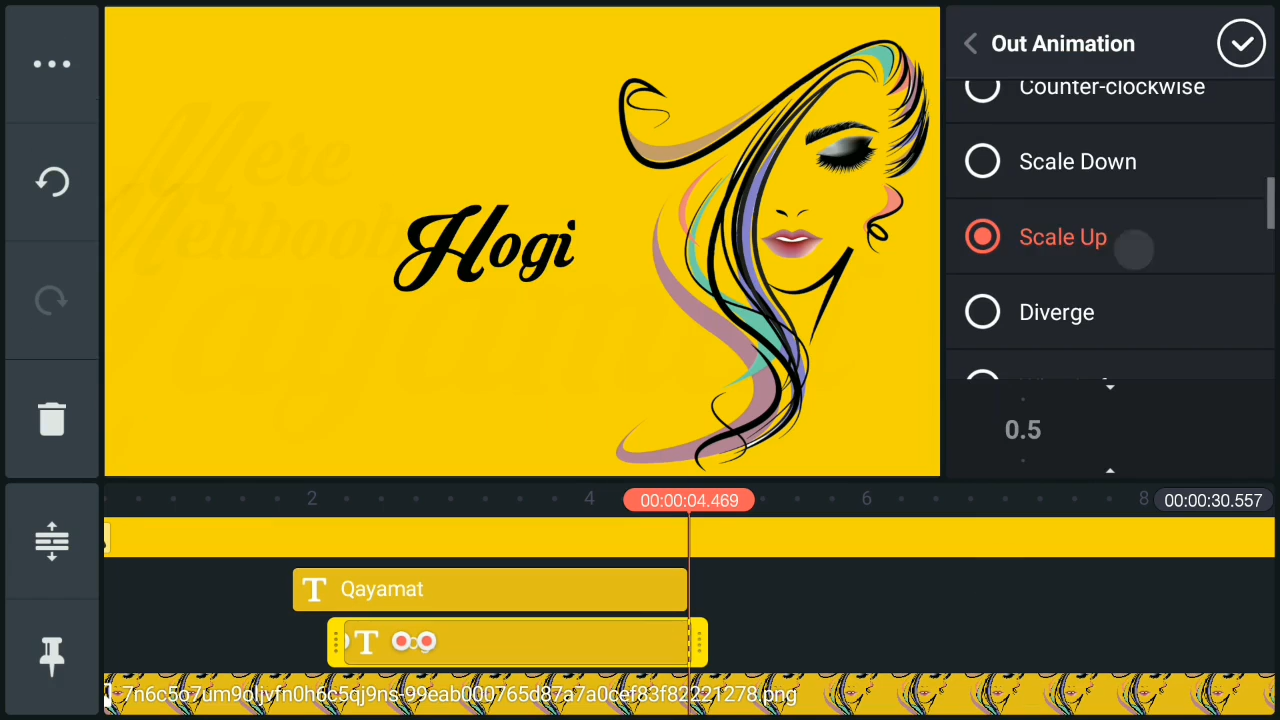 Out Animation
Counter-clockwise
Scale Down
Scale Up
Diverge
0.5
Mere
Mehboob
Qayamat
Hogi
2
4
00:00:04.469
6
8
00:00:30.557
T Qayamat
T
7n6c5o7um9oljvfn0h6c5qj9ns-99eab000765d87a7a0cef83f82221278.png